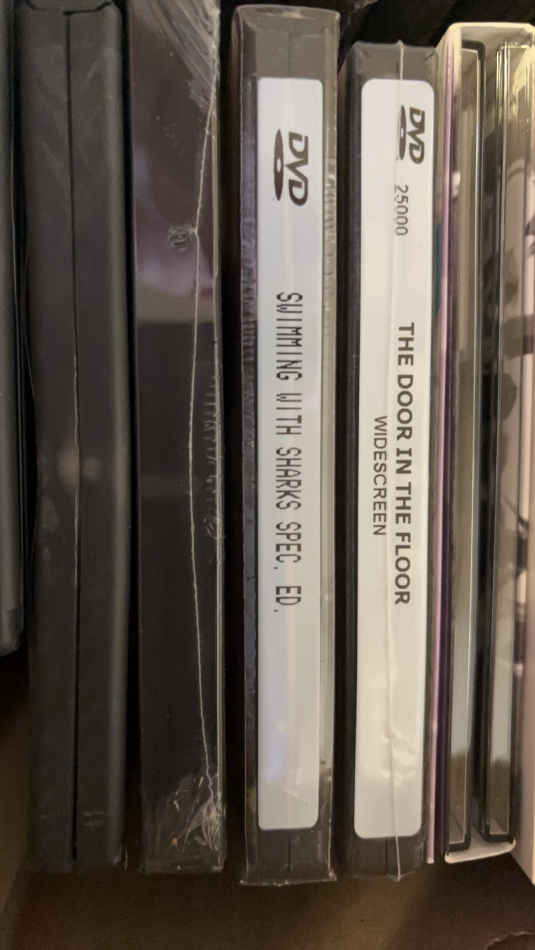 DVD
SWIMMING WITH SHARKS SPEC. ED.
DVD
25000
THE DOOR IN THE FLOOR
WIDESCREEN